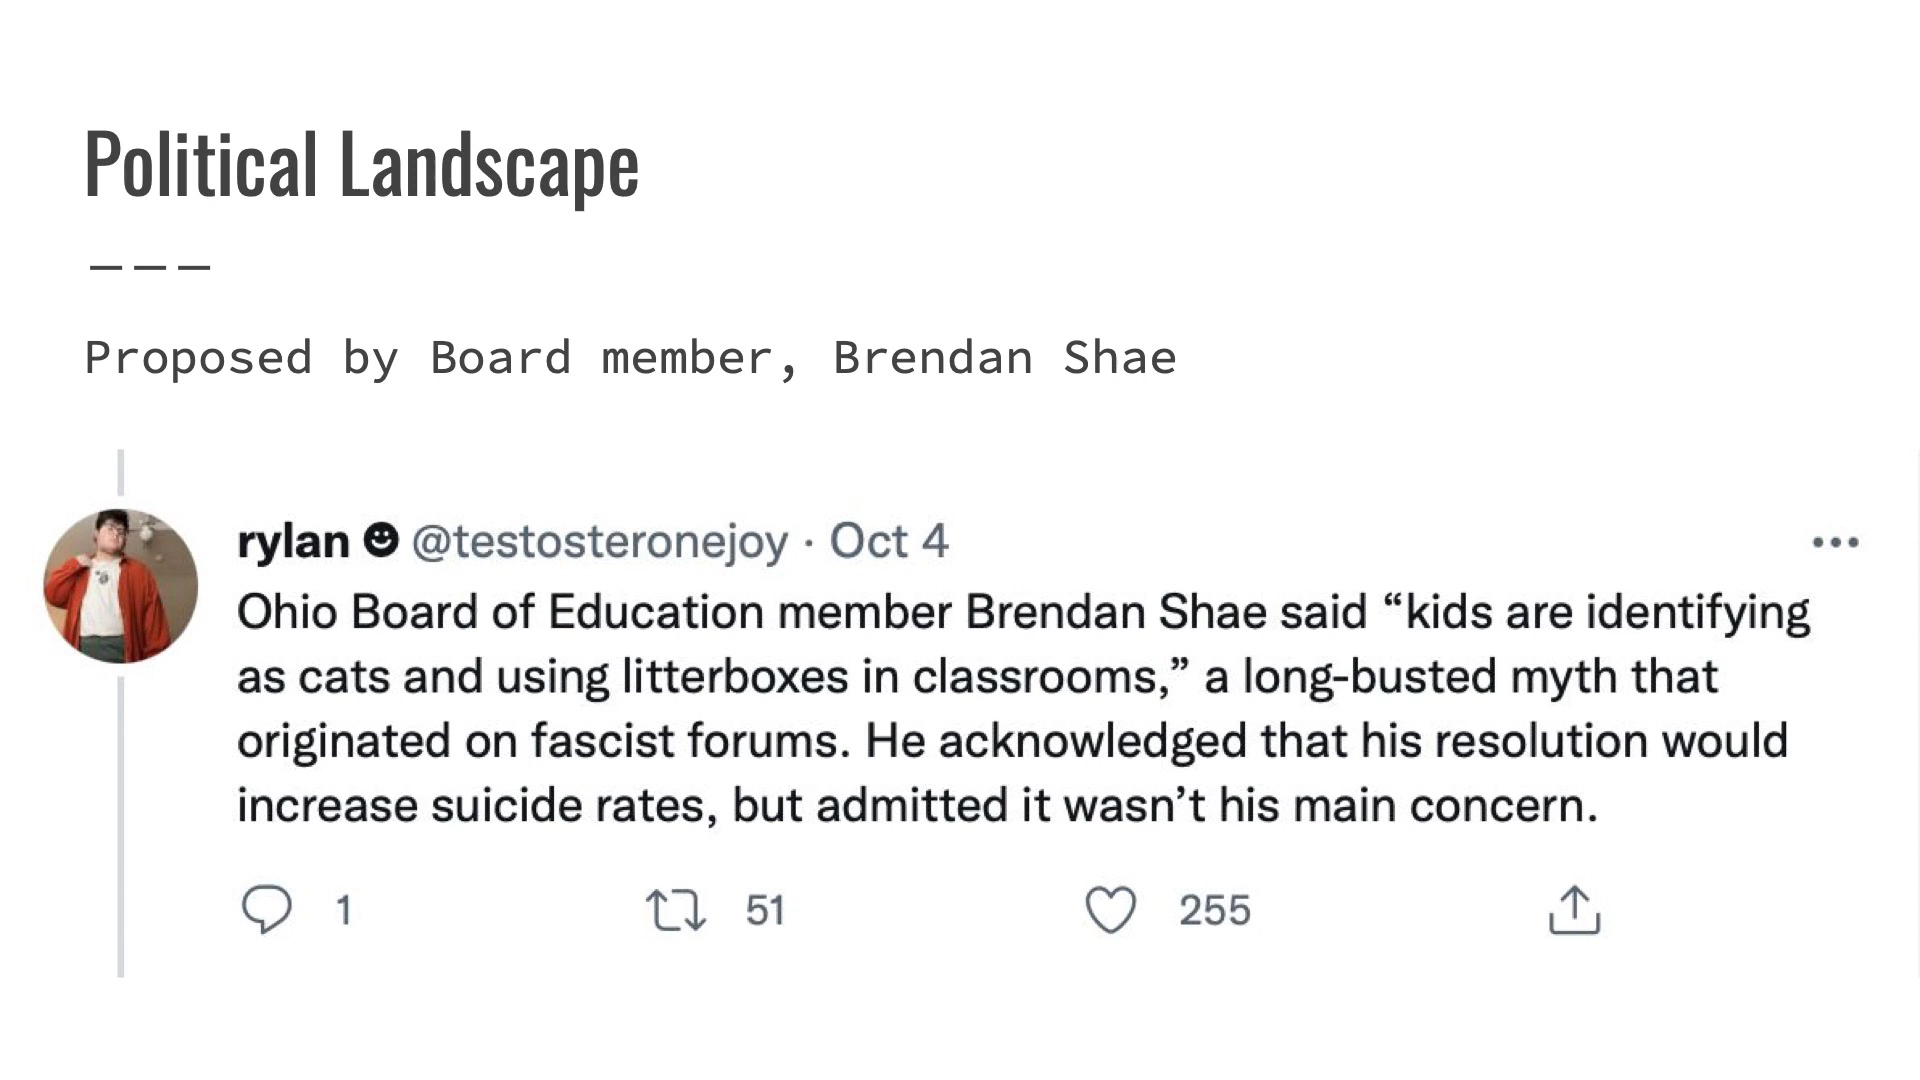 Political Landscape
———
Proposed by Board member, Brendan Shae
rylan ☻ @testosteronejoy · Oct 4
Ohio Board of Education member Brendan Shae said “kids are identifying
as cats and using litterboxes in classrooms,” a long-busted myth that
originated on fascist forums. He acknowledged that his resolution would
increase suicide rates, but admitted it wasn’t his main concern.
1 51 255